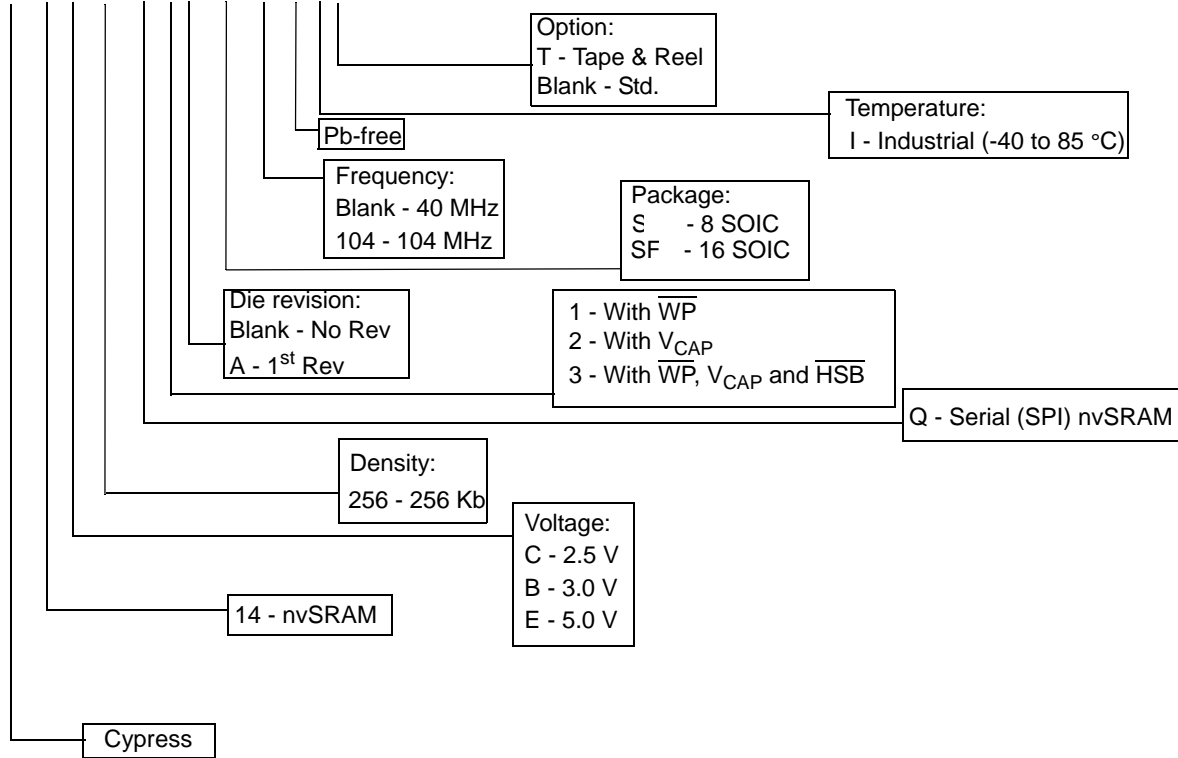 Option:
T - Tape & Reel
Blank - Std.
Temperature:
I - Industrial (-40 to 85 °C)
Pb-free
Frequency:
Blank - 40 MHz
104 - 104 MHz
Package:
S - 8 SOIC
SF - 16 SOIC
Die revision:
Blank - No Rev
A - 1st Rev
1 - With W̅P̅
2 - With VCAP
3 - With W̅P̅, VCAP and H̅S̅B̅
Q - Serial (SPI) nvSRAM
Density:
256 - 256 Kb
Voltage:
C - 2.5 V
B - 3.0 V
E - 5.0 V
14 - nvSRAM
Cypress